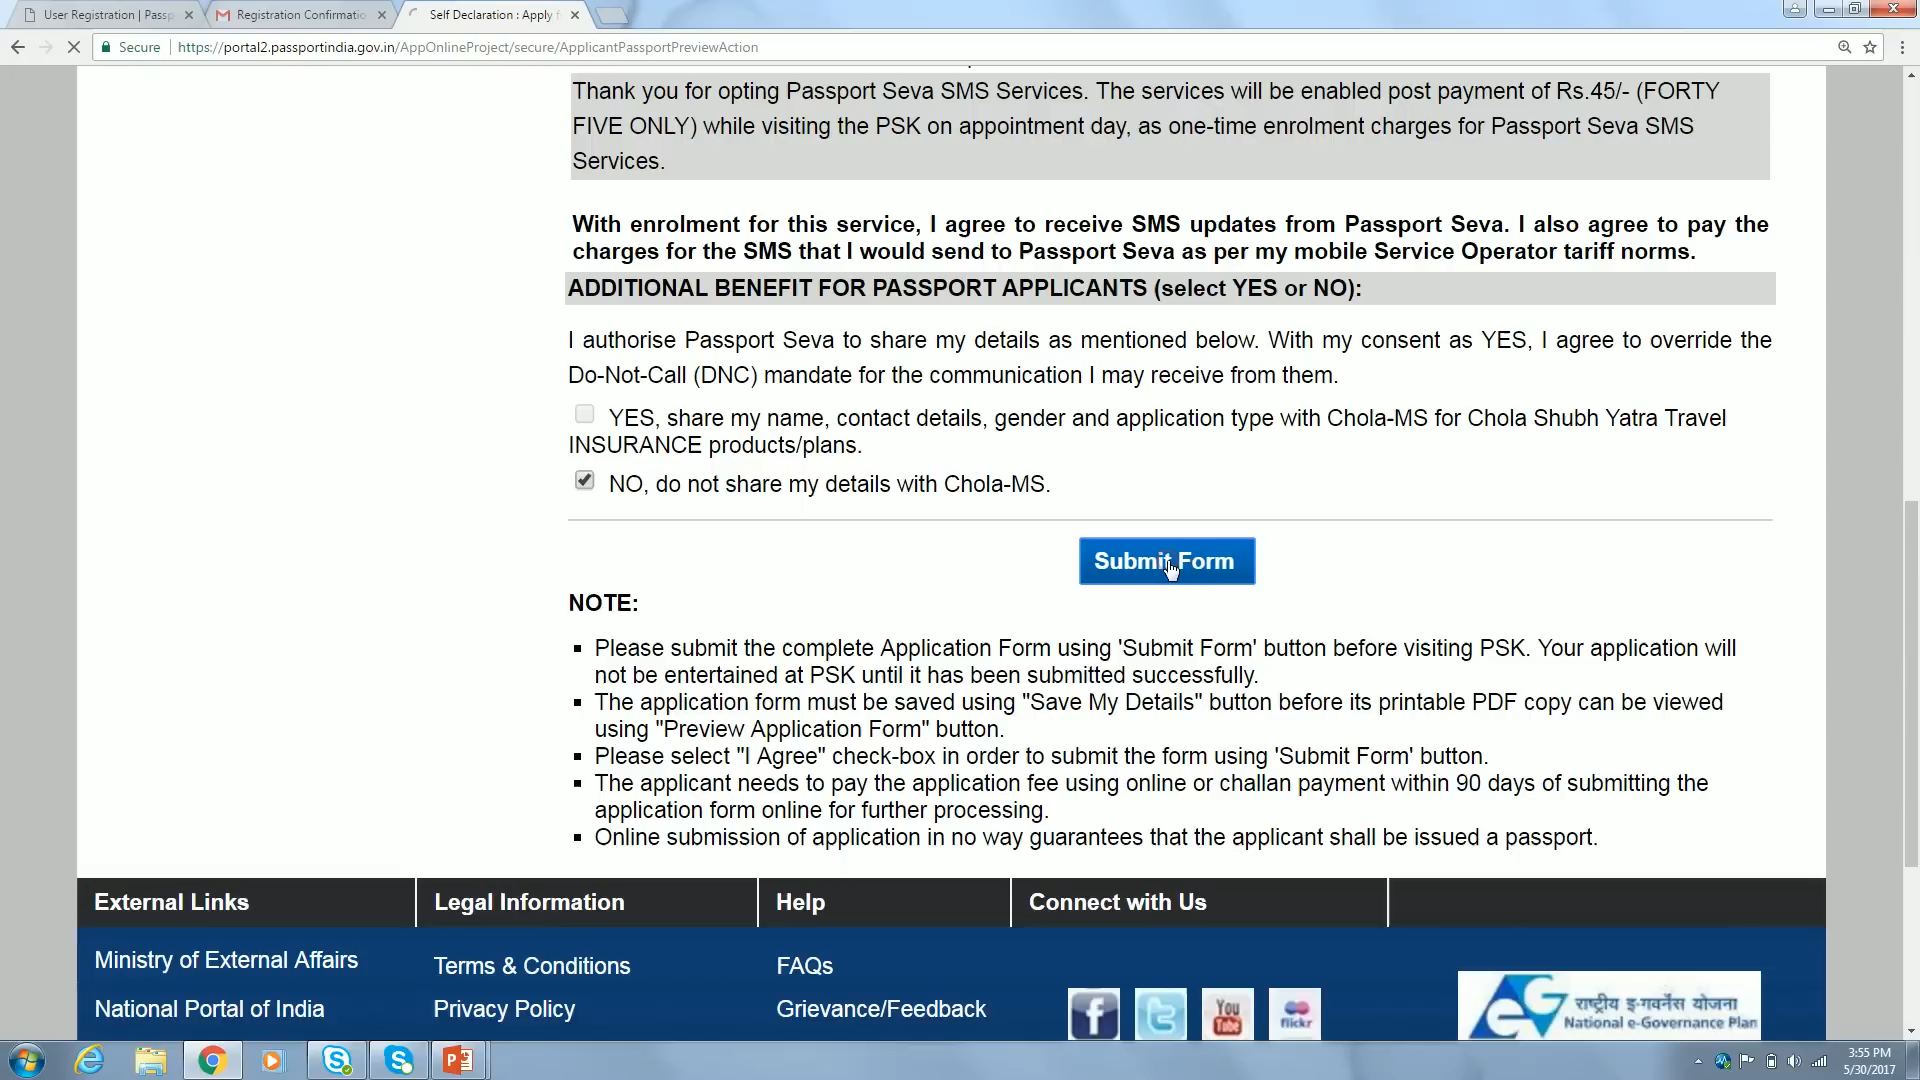 User Registration | Passp
Registration Confirmatio
Self Declaration : Apply f
Secure
https://portal2.passportindia.gov.in/AppOnlineProject/secure/ApplicantPassportPreviewAction
Thank you for opting Passport Seva SMS Services. The services will be enabled post payment of Rs.45/- (FORTY
FIVE ONLY) while visiting the PSK on appointment day, as one-time enrolment charges for Passport Seva SMS
Services.
With enrolment for this service, I agree to receive SMS updates from Passport Seva. I also agree to pay the
charges for the SMS that I would send to Passport Seva as per my mobile Service Operator tariff norms.
ADDITIONAL BENEFIT FOR PASSPORT APPLICANTS (select YES or NO):
I authorise Passport Seva to share my details as mentioned below. With my consent as YES, I agree to override the
Do-Not-Call (DNC) mandate for the communication I may receive from them.
YES, share my name, contact details, gender and application type with Chola-MS for Chola Shubh Yatra Travel
INSURANCE products/plans.
NO, do not share my details with Chola-MS.
Submit Form
NOTE:
Please submit the complete Application Form using 'Submit Form' button before visiting PSK. Your application will
not be entertained at PSK until it has been submitted successfully.
The application form must be saved using "Save My Details" button before its printable PDF copy can be viewed
using "Preview Application Form" button.
Please select "I Agree" check-box in order to submit the form using 'Submit Form' button.
The applicant needs to pay the application fee using online or challan payment within 90 days of submitting the
application form online for further processing.
Online submission of application in no way guarantees that the applicant shall be issued a passport.
External Links
Legal Information
Help
Connect with Us
Ministry of External Affairs
Terms & Conditions
FAQs
National Portal of India
Privacy Policy
Grievance/Feedback
You
Tube
flickr
राष्ट्रीय इ-गवर्नेंस योजना
National e-Governance Plan
3:55 PM
5/30/2017